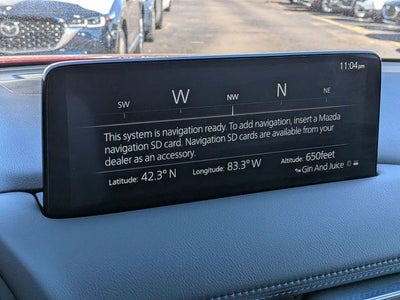 11:04pm
SW W NW N NE
This system is navigation ready. To add navigation, insert a Mazda
navigation SD card. Navigation SD cards are available from your
dealer as an accessory.
Latitude: 42.3° N Longitude: 83.3° W Altitude: 650feet
Gin And Juice